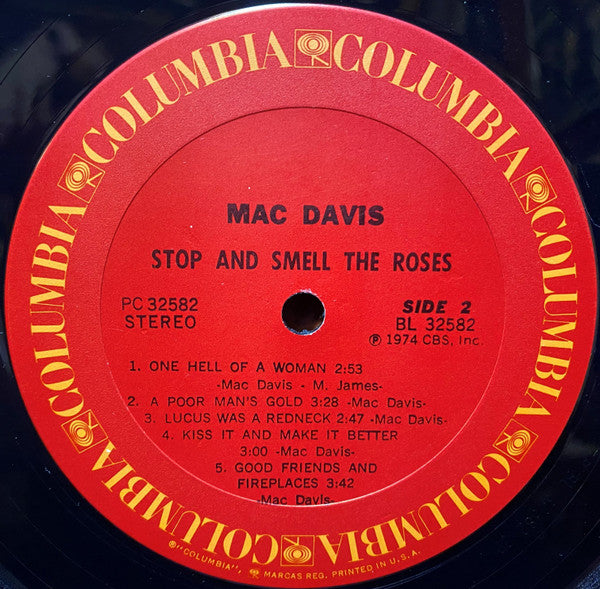 COLUMBIA COLUMBIA COLUMBIA COLUMBIA COLUMBIA COLUMBIA
MAC DAVIS
STOP AND SMELL THE ROSES
PC 32582
STEREO
SIDE 2
BL 32582
Ⓟ 1974 CBS, Inc.
1. ONE HELL OF A WOMAN 2:53
-Mac Davis - M. James-
2. A POOR MAN'S GOLD 3:28 -Mac Davis-
3. LUCUS WAS A REDNECK 2:47 -Mac Davis-
4. KISS IT AND MAKE IT BETTER
3:00 -Mac Davis-
5. GOOD FRIENDS AND
FIREPLACES 3:42
-Mac Davis-
®"COLUMBIA", MARCAS REG. PRINTED IN U.S.A.